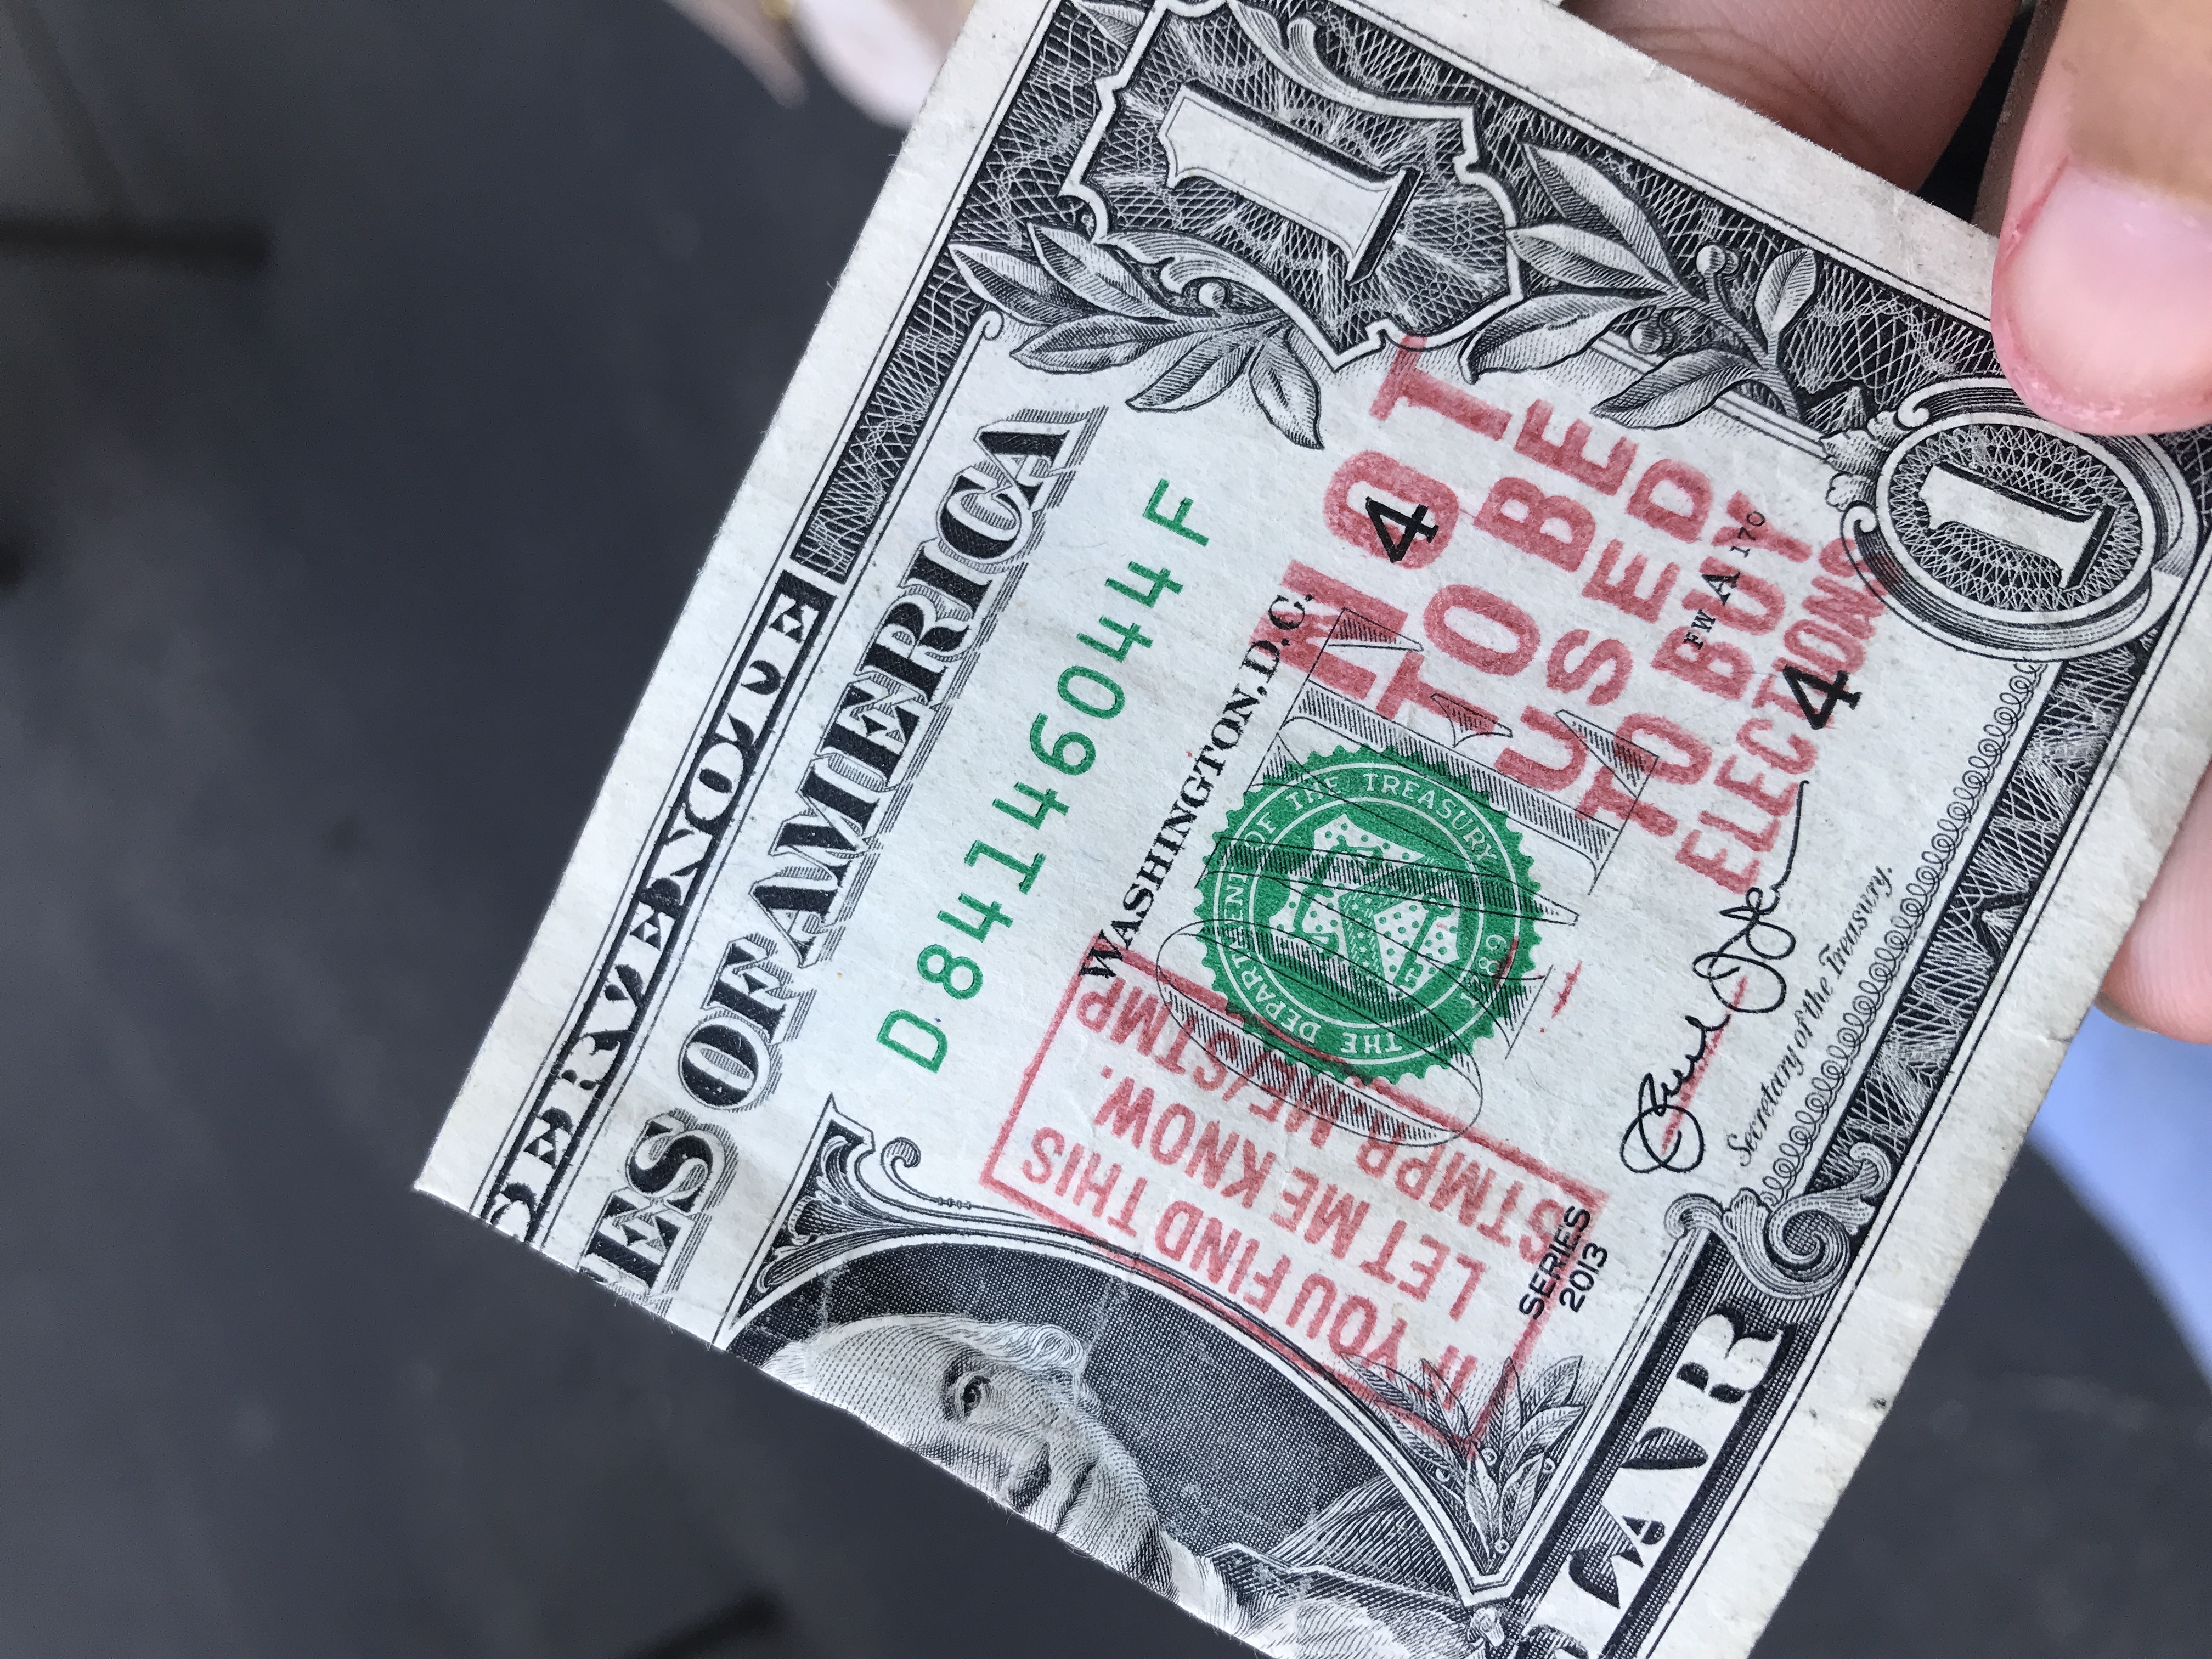 SERVE NOTE
ES OF AMERICA
D 84146044 F
WASHINGTON, D.C.
1
THE DEPARTMENT OF THE TREASURY
1789
4
NOT
TO BE
USED
TO BUY
ELECTIONS
FW A 170
4
IF YOU FIND THIS
LET ME KNOW.
STMPR.ME/STMP
Secretary of the Treasury.
SERIES
2013
1
LAR